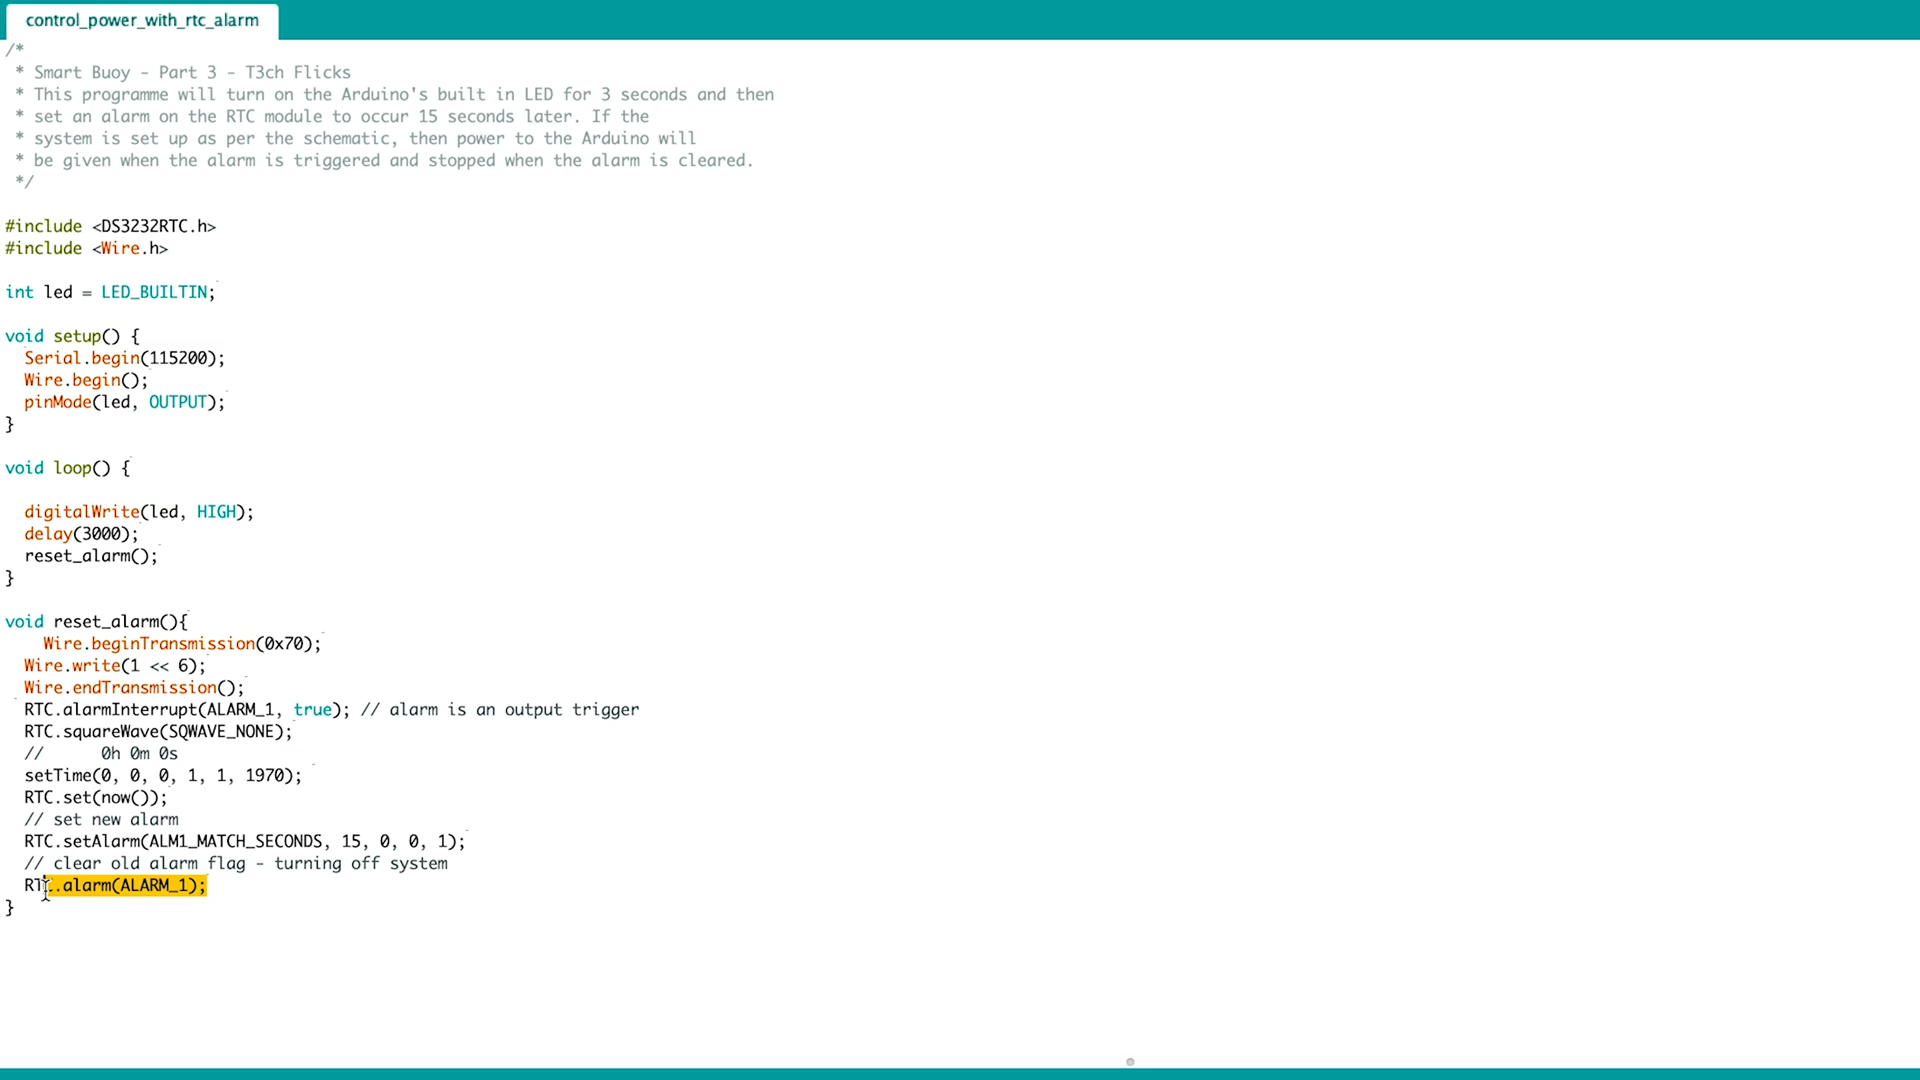 control_power_with_rtc_alarm
/*
 * Smart Buoy - Part 3 - T3ch Flicks
 * This programme will turn on the Arduino's built in LED for 3 seconds and then
 * set an alarm on the RTC module to occur 15 seconds later. If the
 * system is set up as per the schematic, then power to the Arduino will
 * be given when the alarm is triggered and stopped when the alarm is cleared.
 */
#include <DS3232RTC.h>
#include <Wire.h>
int led = LED_BUILTIN;
void setup() {
  Serial.begin(115200);
  Wire.begin();
  pinMode(led, OUTPUT);
}
void loop() {
  digitalWrite(led, HIGH);
  delay(3000);
  reset_alarm();
}
void reset_alarm(){
    Wire.beginTransmission(0x70);
  Wire.write(1 << 6);
  Wire.endTransmission();
  RTC.alarmInterrupt(ALARM_1, true); // alarm is an output trigger
  RTC.squareWave(SQWAVE_NONE);
  //      0h 0m 0s
  setTime(0, 0, 0, 1, 1, 1970);
  RTC.set(now());
  // set new alarm
  RTC.setAlarm(ALM1_MATCH_SECONDS, 15, 0, 0, 1);
  // clear old alarm flag - turning off system
  RTC.alarm(ALARM_1);
}